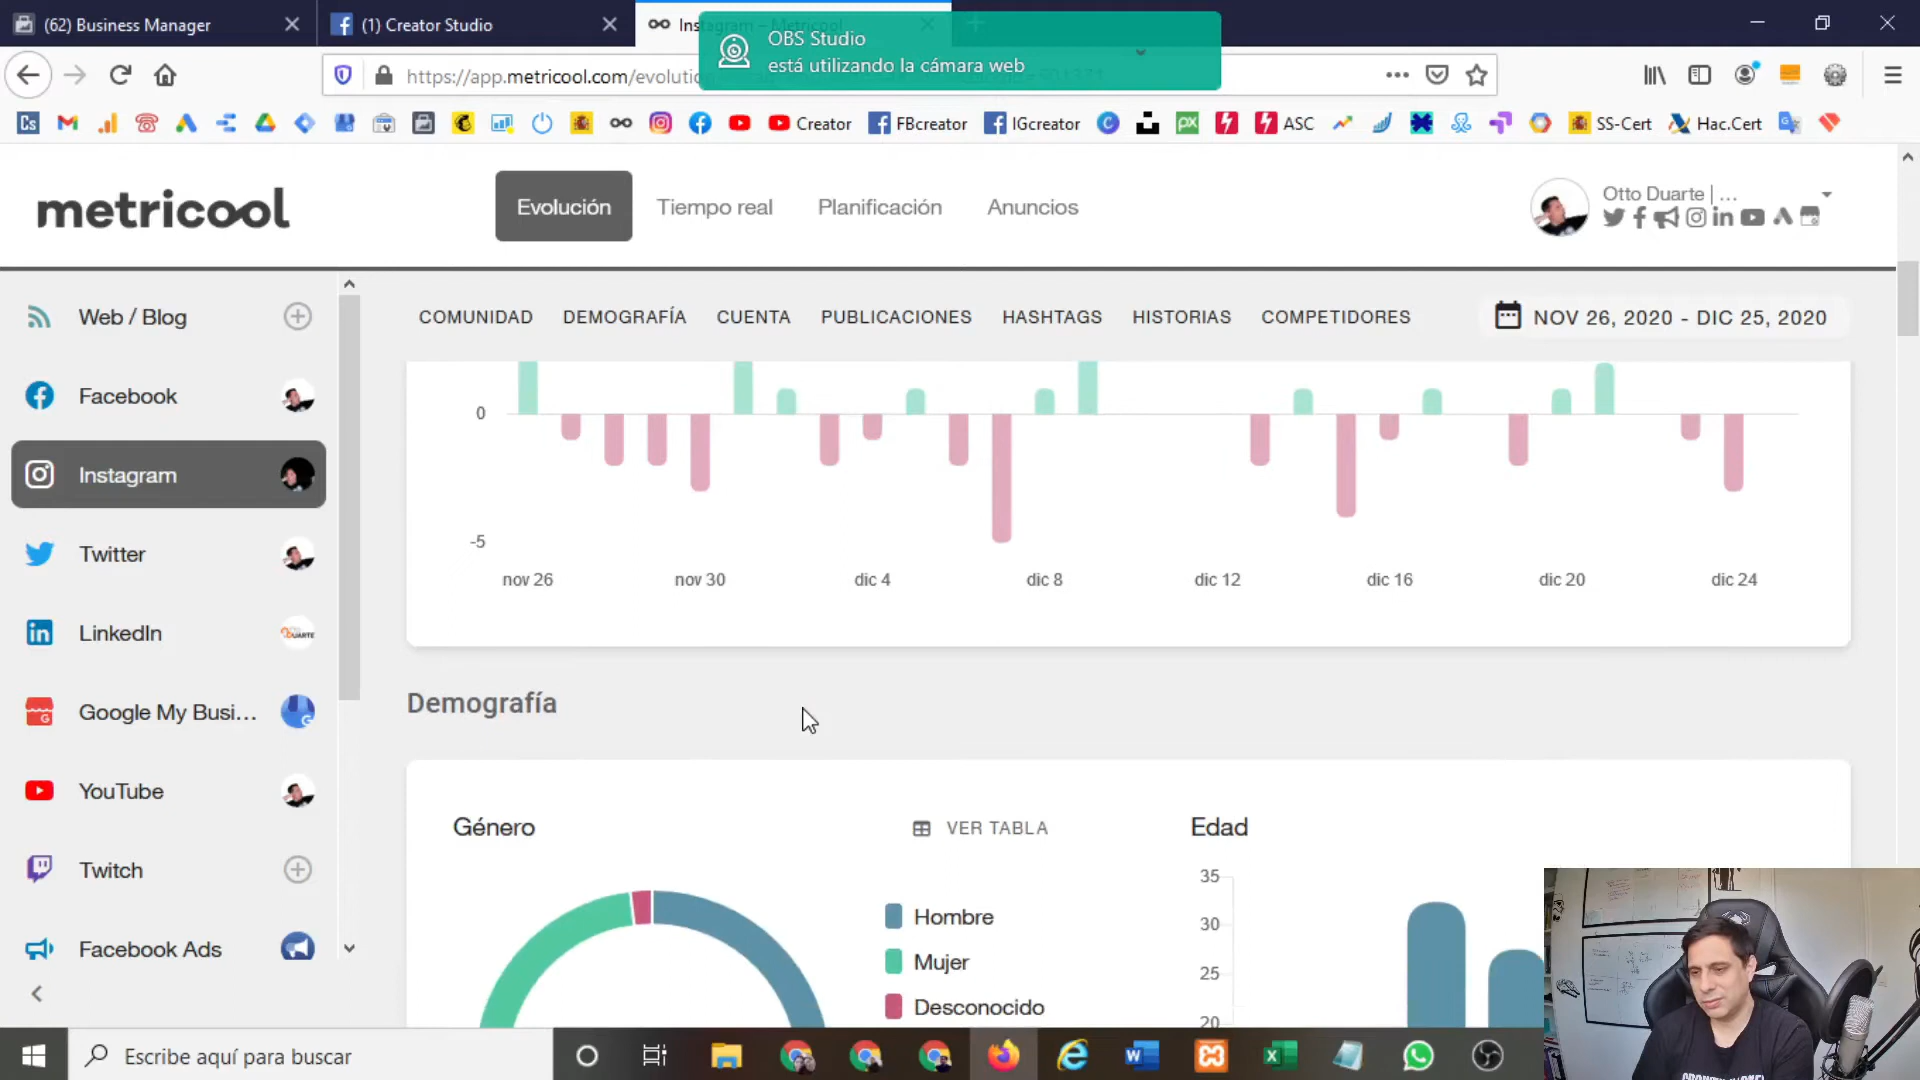 (62) Business Manager
(1) Creator Studio
OBS Studio
está utilizando la cámara web
https://app.metricool.com/evolution
Creator
FBcreator
IGcreator
ASC
SS-Cert
Hac.Cert
metricool
Evolución
Tiempo real
Planificación
Anuncios
Otto Duarte | ...
Web / Blog
Facebook
Instagram
Twitter
LinkedIn
Google My Busi...
YouTube
Twitch
Facebook Ads
COMUNIDAD
DEMOGRAFÍA
CUENTA
PUBLICACIONES
HASHTAGS
HISTORIAS
COMPETIDORES
NOV 26, 2020 - DIC 25, 2020
0
-5
nov 26
nov 30
dic 4
dic 8
dic 12
dic 16
dic 20
dic 24
Demografía
Género
VER TABLA
Hombre
Mujer
Desconocido
Edad
35
30
25
20
Escribe aquí para buscar